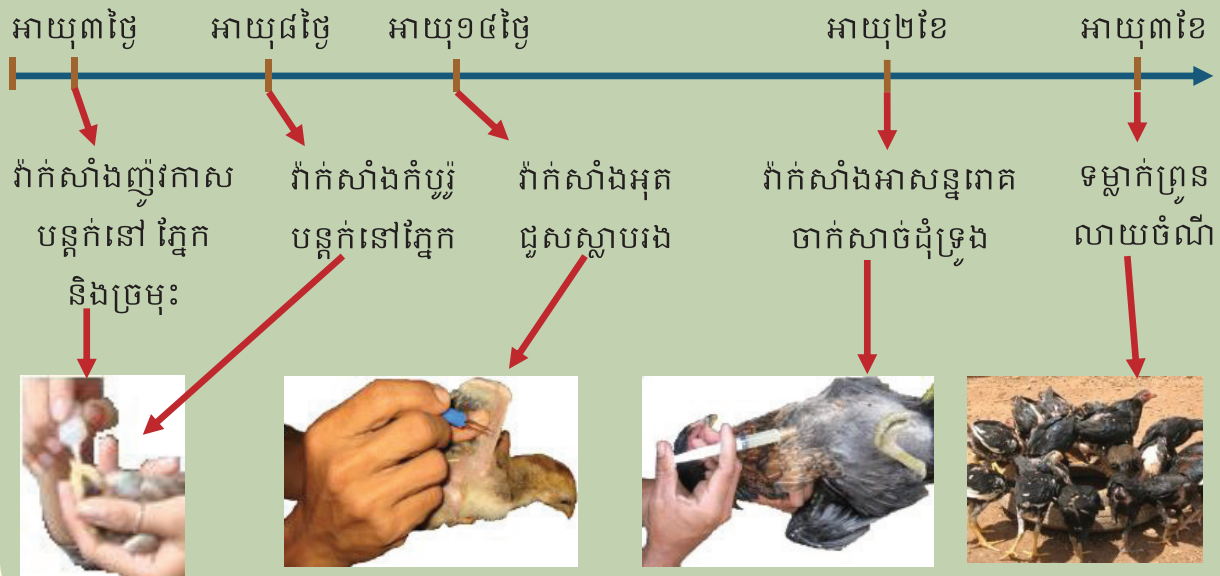 អាយុ៣ថ្ងៃ
អាយុ៨ថ្ងៃ
អាយុ១៤ថ្ងៃ
អាយុ២ខែ
អាយុ៣ខែ
វ៉ាក់សាំងញ៉ូវកាស
បន្តក់នៅ ភ្នែក
និងច្រមុះ
វ៉ាក់សាំងកំបូរ៉ូ
បន្តក់នៅភ្នែក
វ៉ាក់សាំងអុត
ជួសស្លាបរង
វ៉ាក់សាំងអាសន្នរោគ
ចាក់សាច់ដុំទ្រូង
ទម្លាក់ព្រូន
លាយចំណី